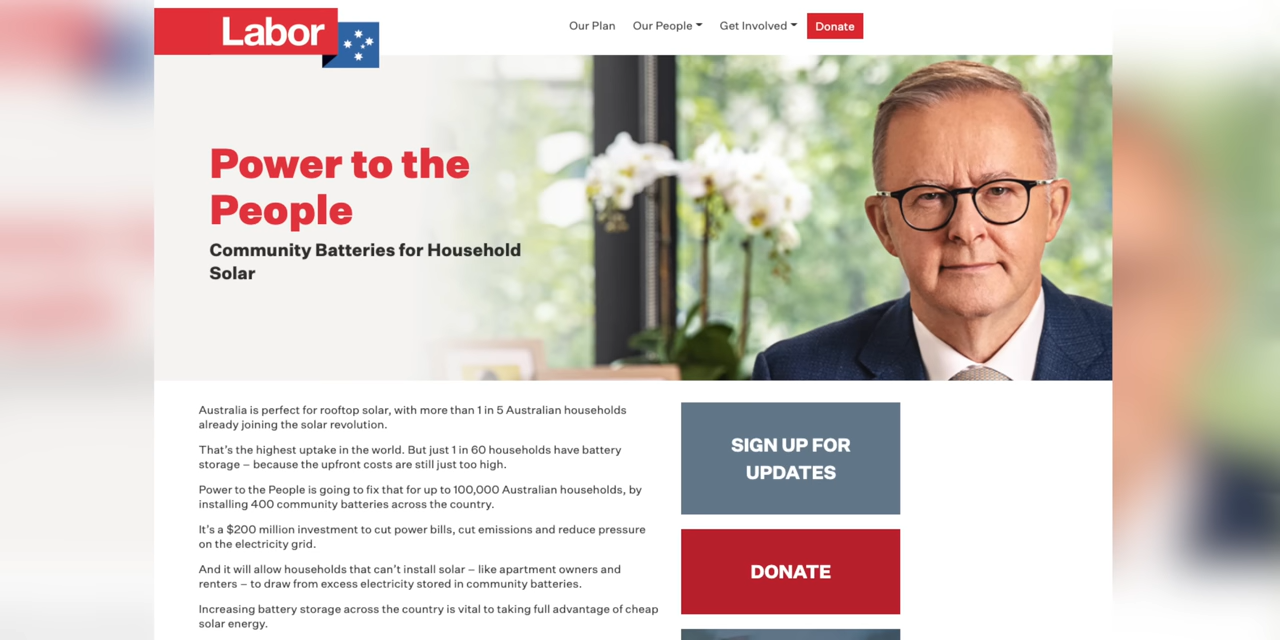 Labor
Our Plan
Our People
Get Involved
Donate
Power to the
People
Community Batteries for Household
Solar
Australia is perfect for rooftop solar, with more than 1 in 5 Australian households
already joining the solar revolution.
That's the highest uptake in the world. But just 1 in 60 households have battery
storage – because the upfront costs are still just too high.
Power to the People is going to fix that for up to 100,000 Australian households, by
installing 400 community batteries across the country.
It's a $200 million investment to cut power bills, cut emissions and reduce pressure
on the electricity grid.
And it will allow households that can't install solar – like apartment owners and
renters – to draw from excess electricity stored in community batteries.
Increasing battery storage across the country is vital to taking full advantage of cheap
solar energy.
SIGN UP FOR
UPDATES
DONATE